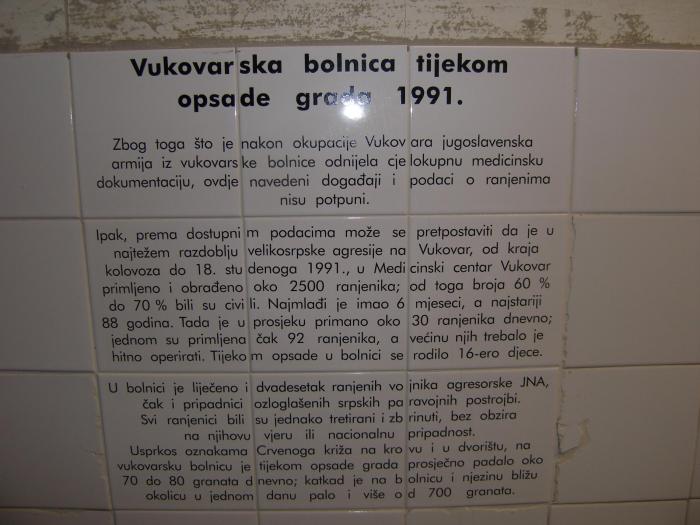 Vukovarska bolnica tijekom
opsade grada 1991.
Zbog toga što je nakon okupacije Vukovara jugoslavenska
armija iz vukovarske bolnice odnijela cjelokupnu medicinsku
dokumentaciju, ovdje navedeni događaji i podaci o ranjenima
nisu potpuni.
Ipak, prema dostupnim podacima može se pretpostaviti da je u
najtežem razdoblju velikosrpske agresije na Vukovar, od kraja
kolovoza do 18. studenoga 1991., u Medicinski centar Vukovar
primljeno i obrađeno oko 2500 ranjenika; od toga broja 60 %
do 70 % bili su civili. Najmlađi je imao 6 mjeseci, a najstariji
88 godina. Tada je u prosjeku primano oko 30 ranjenika dnevno;
jednom su primljena čak 92 ranjenika, a većinu njih trebalo je
hitno operirati. Tijekom opsade u bolnici se rodilo 16-ero djece.
U bolnici je liječeno i dvadesetak ranjenih vojnika agresorske JNA,
čak i pripadnici ozloglašenih srpskih paravojnih postrojbi.
Svi ranjenici bili su jednako tretirani i zbrinuti, bez obzira
na njihovu vjeru ili nacionalnu pripadnost.
Usprkos oznakama Crvenoga križa na krovu i u dvorištu, na
vukovarsku bolnicu je tijekom opsade grada prosječno padalo oko
70 do 80 granata dnevno; katkad je na bolnicu i njezinu bližu
okolicu u jednom danu palo i više od 700 granata.